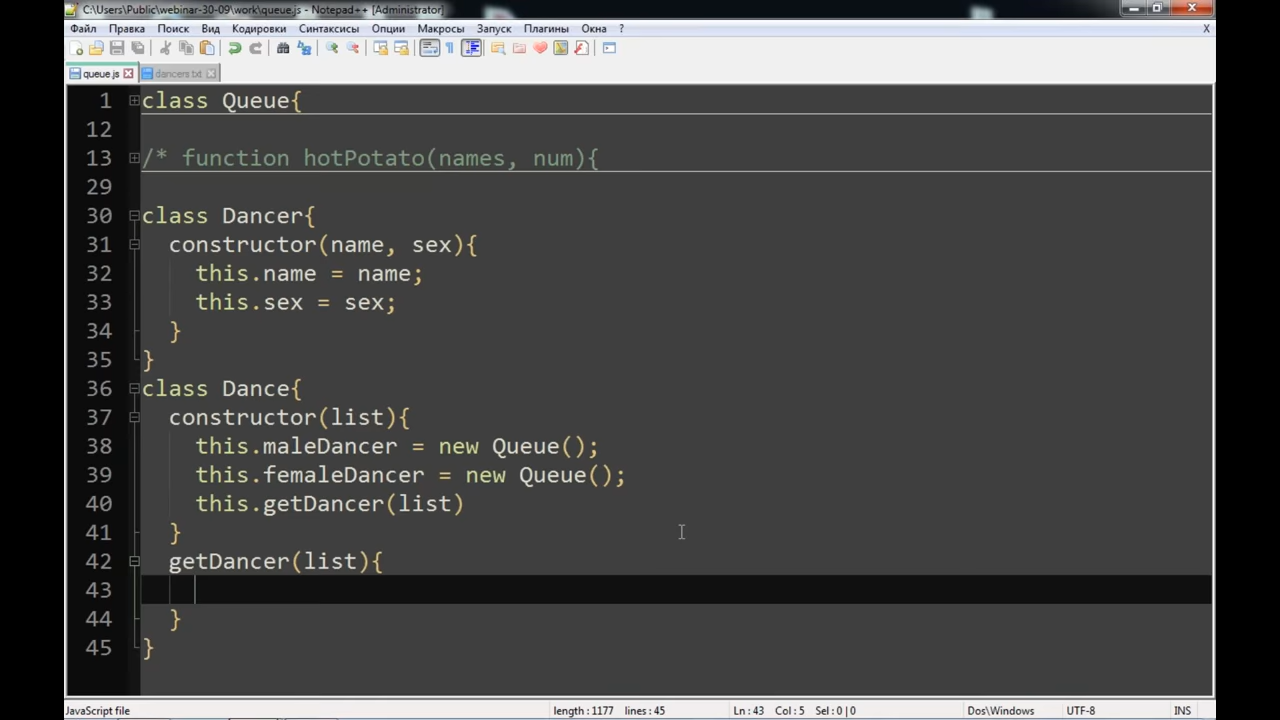 C:\Users\Public\webinar-30-09\work\queue.js - Notepad++ [Administrator]
Файл Правка Поиск Вид Кодировки Синтаксисы Опции Макросы Запуск Плагины Окна ? X
queue.js dancers.txt
1 class Queue{
12
13 /* function hotPotato(names, num){
29
30 class Dancer{
31 constructor(name, sex){
32 this.name = name;
33 this.sex = sex;
34 }
35 }
36 class Dance{
37 constructor(list){
38 this.maleDancer = new Queue();
39 this.femaleDancer = new Queue();
40 this.getDancer(list)
41 }
42 getDancer(list){
43
44 }
45 }
JavaScript file length : 1177 lines : 45 Ln : 43 Col : 5 Sel : 0 | 0 Dos\Windows UTF-8 INS